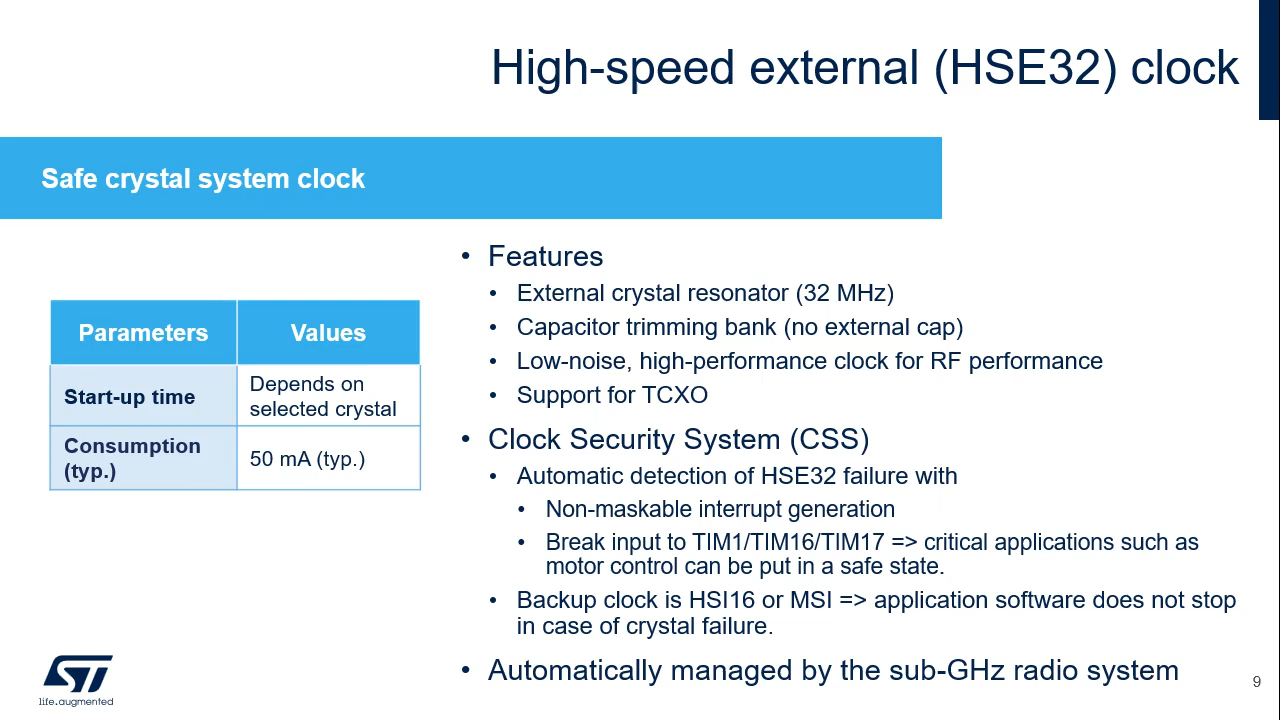 High-speed external (HSE32) clock
Safe crystal system clock
Parameters Values
Start-up time Depends on
selected crystal
Consumption
(typ.) 50 mA (typ.)
• Features
• External crystal resonator (32 MHz)
• Capacitor trimming bank (no external cap)
• Low-noise, high-performance clock for RF performance
• Support for TCXO
• Clock Security System (CSS)
• Automatic detection of HSE32 failure with
• Non-maskable interrupt generation
• Break input to TIM1/TIM16/TIM17 => critical applications such as
motor control can be put in a safe state.
• Backup clock is HSI16 or MSI => application software does not stop
in case of crystal failure.
• Automatically managed by the sub-GHz radio system
ST
life.augmented
9